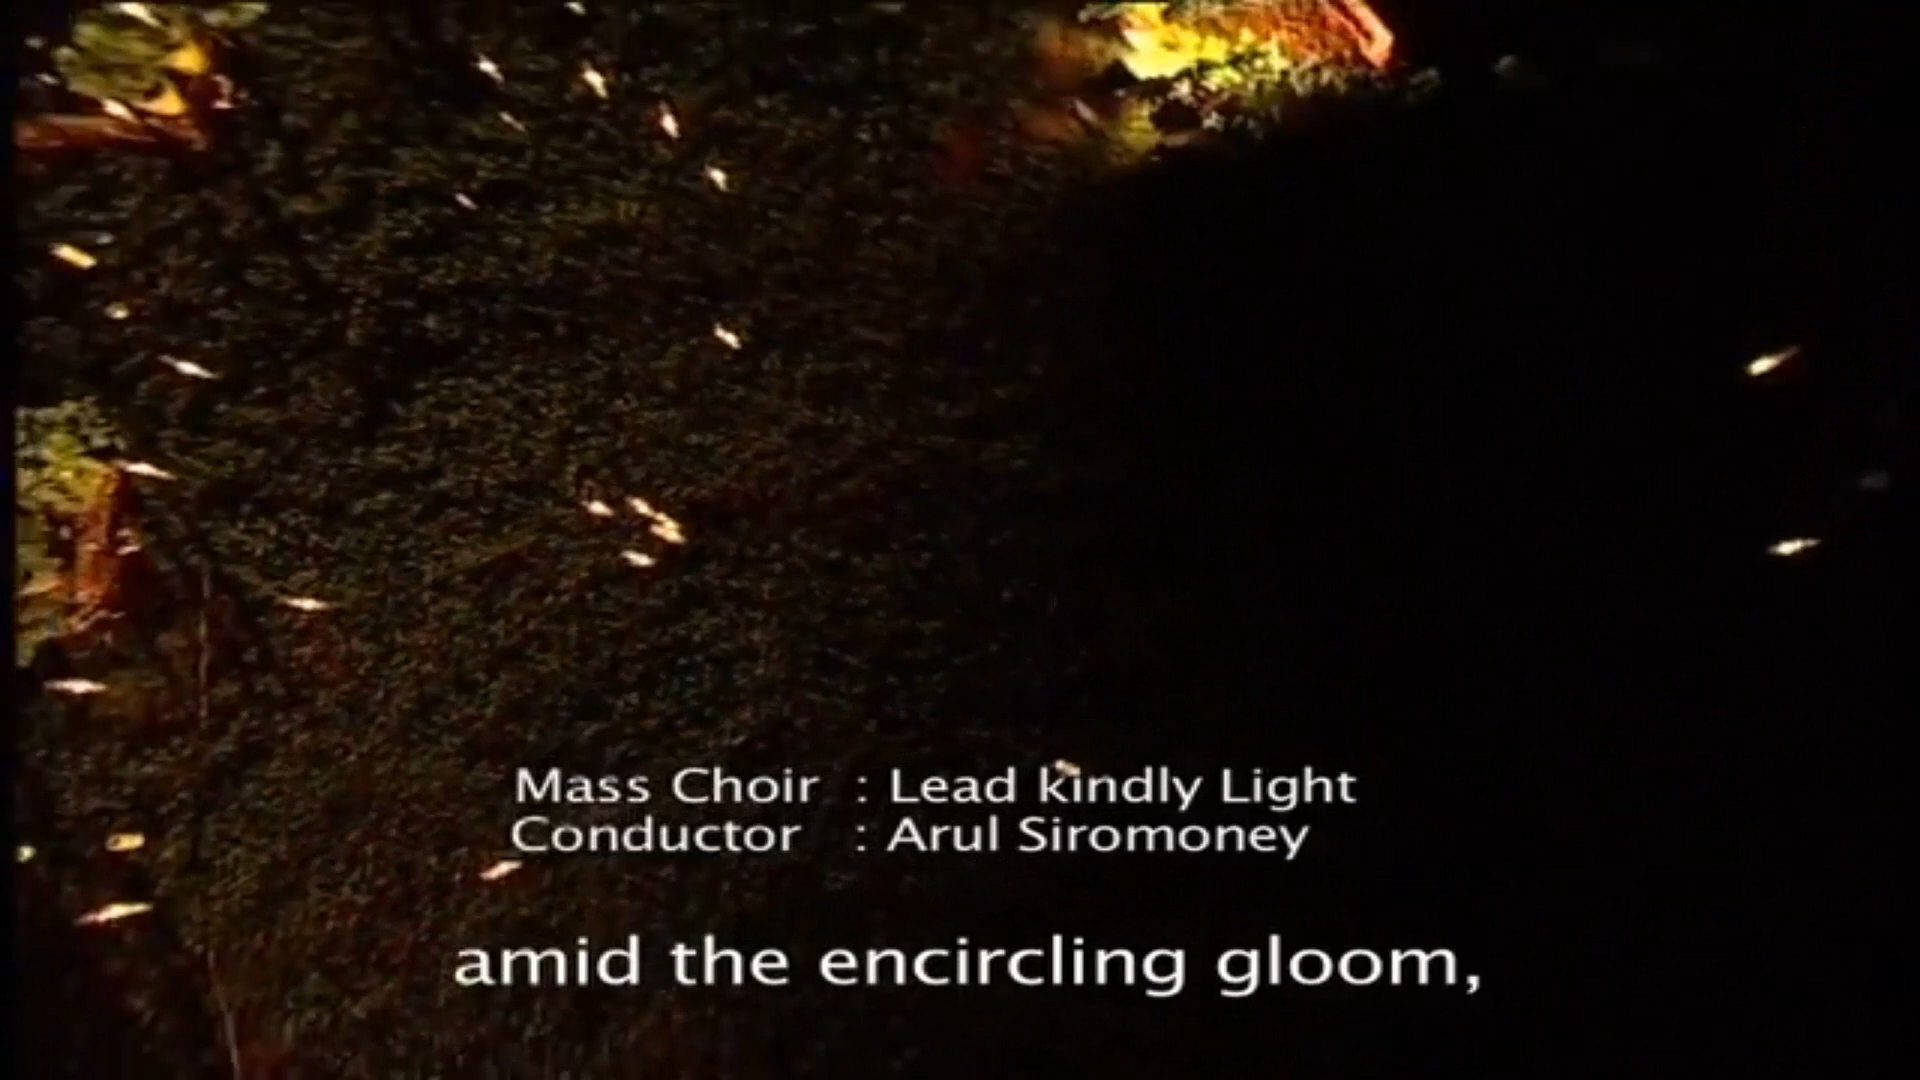 Mass Choir : Lead kindly Light
Conductor : Arul Siromoney
amid the encircling gloom,